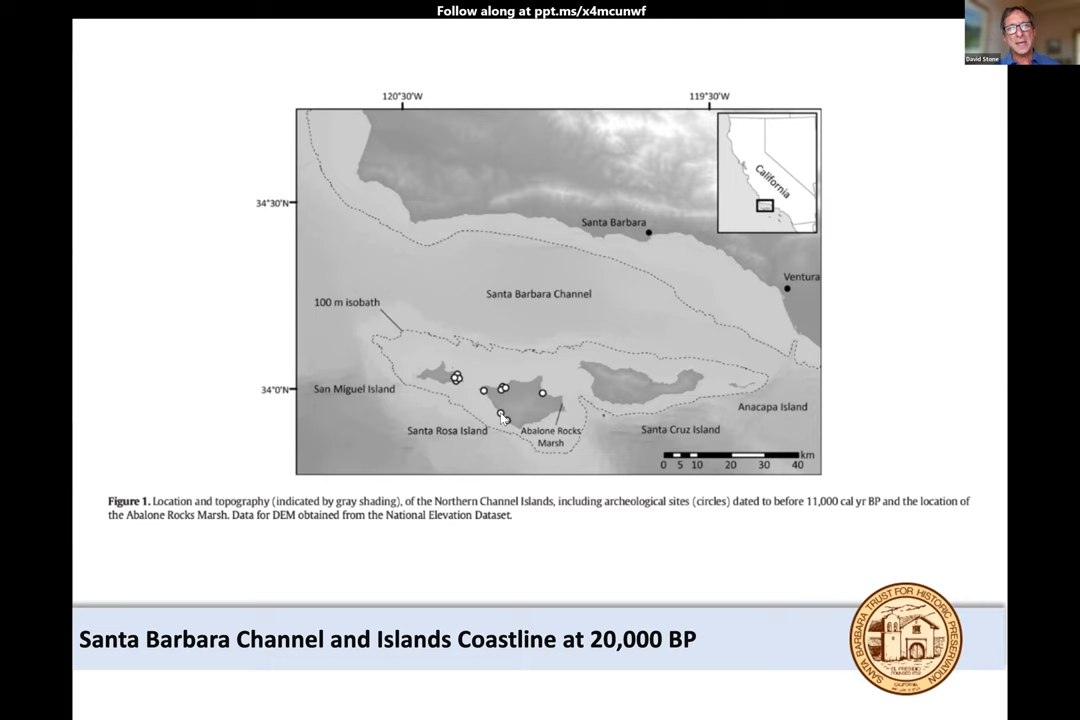 Follow along at ppt.ms/x4mcunwf
David Stone
120°30'W
119°30'W
California
34°30'N
Santa Barbara
Ventura
Santa Barbara Channel
100 m isobath
34°0'N
San Miguel Island
Anacapa Island
Santa Rosa Island
Abalone Rocks
Marsh
Santa Cruz Island
km
0 5 10 20 30 40
Figure 1. Location and topography (indicated by gray shading), of the Northern Channel Islands, including archeological sites (circles) dated to before 11,000 cal yr BP and the location of
the Abalone Rocks Marsh. Data for DEM obtained from the National Elevation Dataset.
Santa Barbara Channel and Islands Coastline at 20,000 BP
SANTA BARBARA TRUST FOR HISTORIC PRESERVATION
EL PRESIDIO
CALIFORNIA